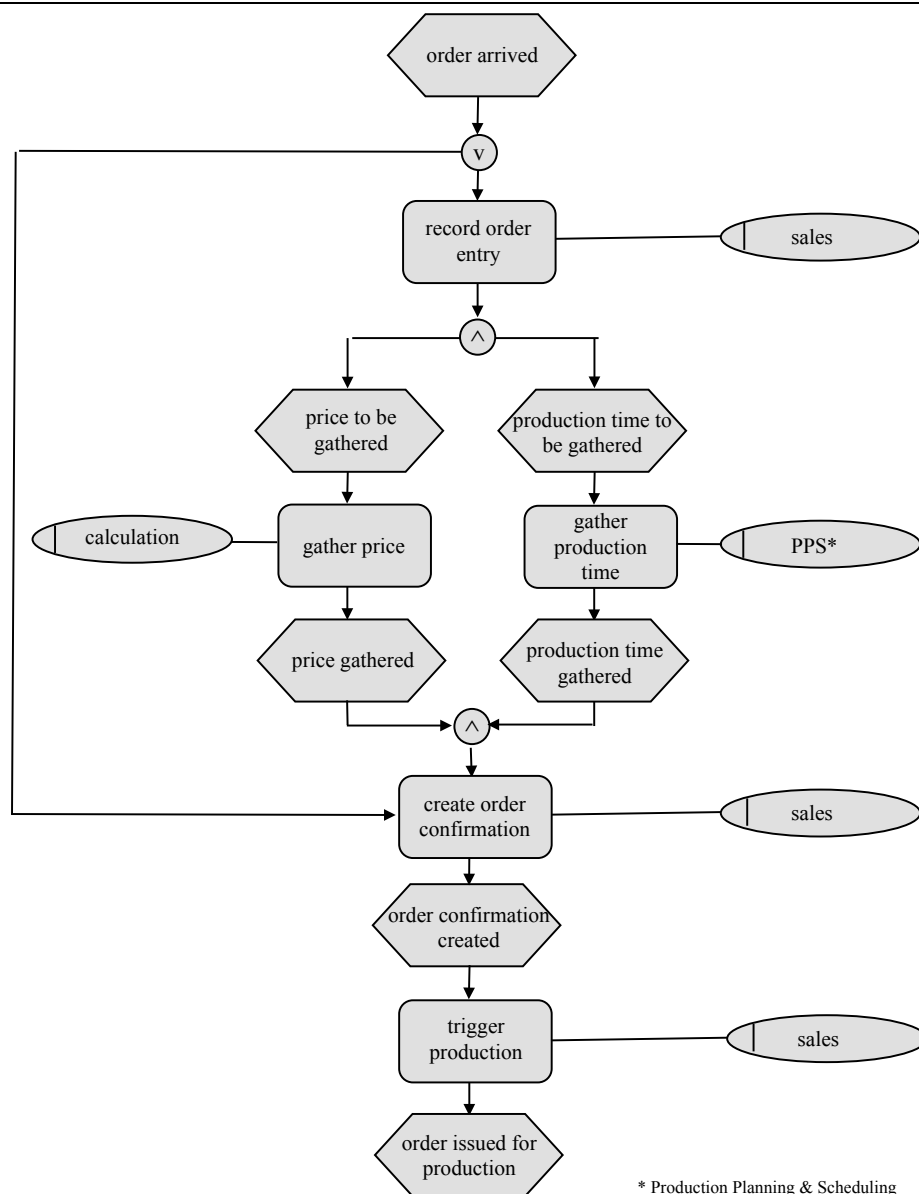 order arrived
v
record order
entry
sales
^
price to be
gathered
production time to
be gathered
calculation
gather price
gather
production
time
PPS*
price gathered
production time
gathered
^
create order
confirmation
sales
order confirmation
created
trigger
production
sales
order issued for
production
* Production Planning & Scheduling